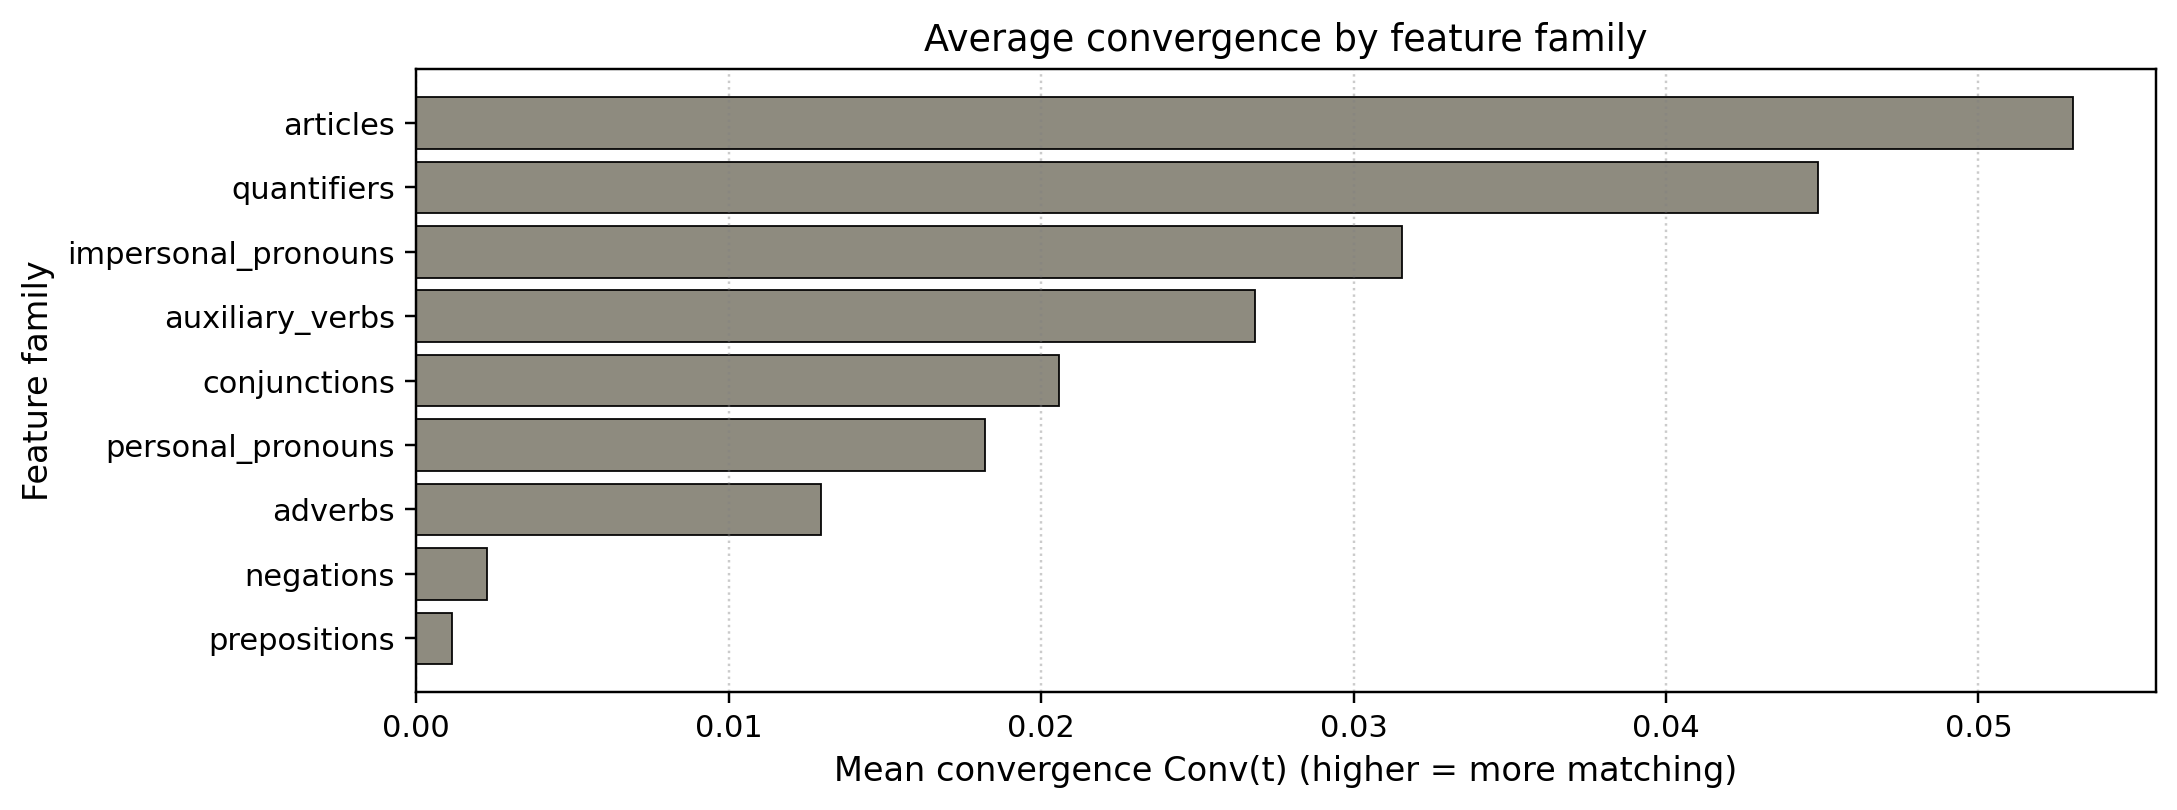 Average convergence by feature family
Feature family
articles
quantifiers
impersonal_pronouns
auxiliary_verbs
conjunctions
personal_pronouns
adverbs
negations
prepositions
0.00 0.01 0.02 0.03 0.04 0.05
Mean convergence Conv(t) (higher = more matching)